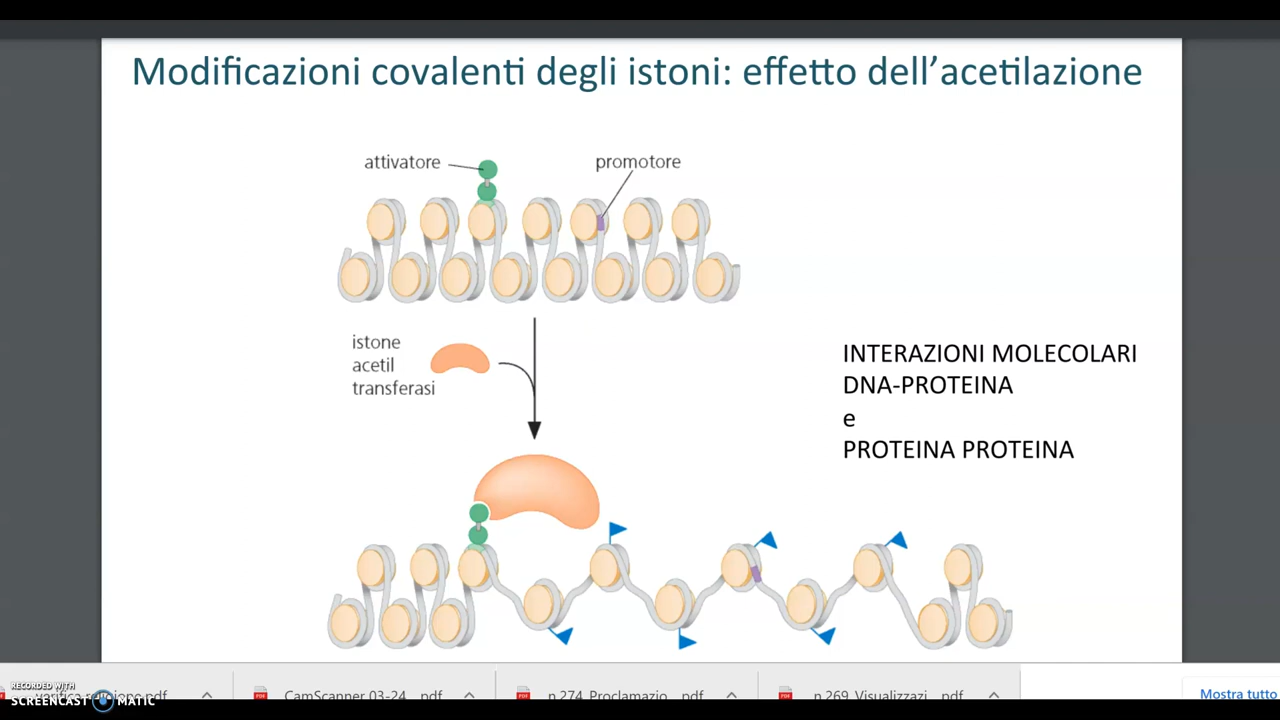 Modificazioni covalenti degli istoni: effetto dell’acetilazione
attivatore
promotore
istone
acetil
transferasi
INTERAZIONI MOLECOLARI
DNA-PROTEINA
e
PROTEINA PROTEINA
CamScanner 03-24....pdf
n.274_Proclamazio....pdf
n.269_Visualizzazi....pdf
Mostra tutto
RECORDED WITH
SCREENCAST MATIC